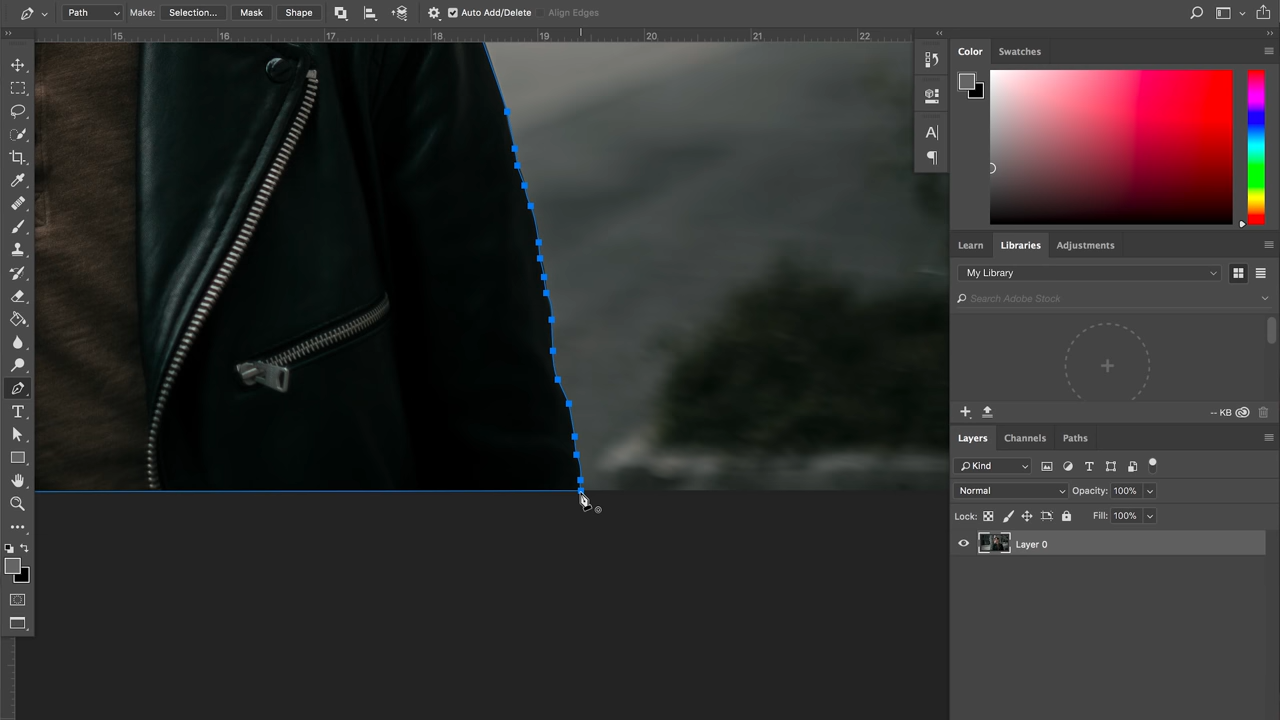 Path Make: Selection... Mask Shape Auto Add/Delete Align Edges
15 16 17 18 19 20 21 22
Color Swatches
A
Learn Libraries Adjustments
My Library
Search Adobe Stock
-- KB
Layers Channels Paths
Kind
Normal Opacity: 100%
Lock: Fill: 100%
Layer 0